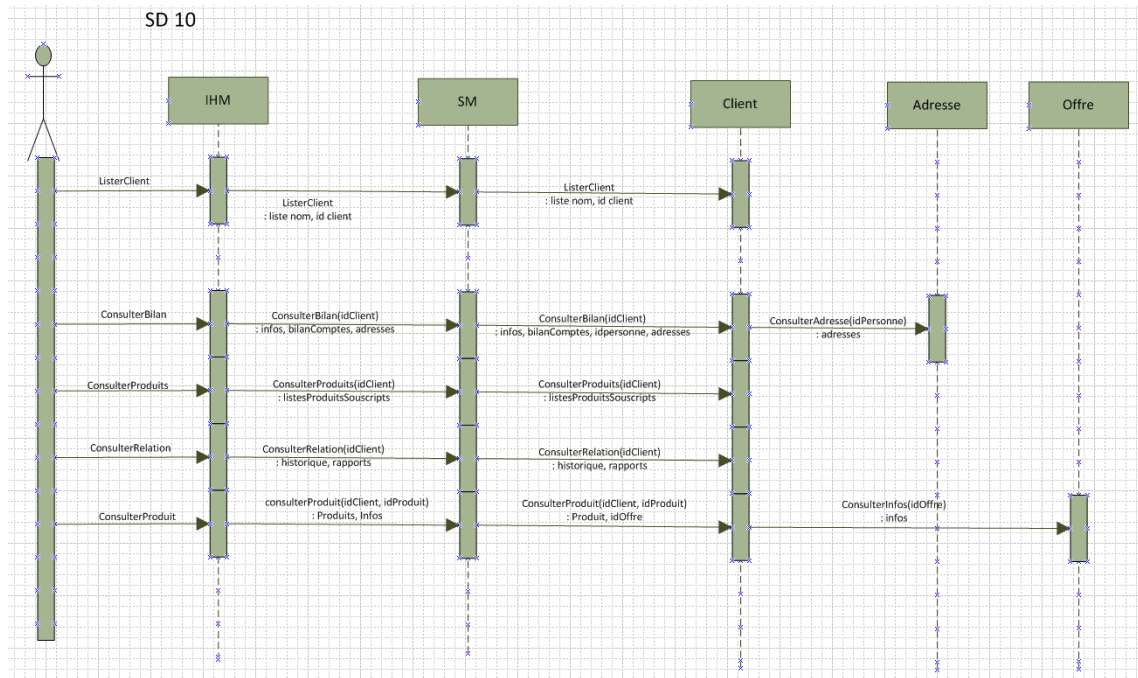 SD 10
IHM
SM
Client
Adresse
Offre
ListerClient
ListerClient
: liste nom, id client
ListerClient
: liste nom, id client
ConsulterBilan
ConsulterBilan(idClient)
: infos, bilanComptes, adresses
ConsulterBilan(idClient)
: infos, bilanComptes, idpersonne, adresses
ConsulterAdresse(idPersonne)
: adresses
ConsulterProduits
ConsulterProduits(idClient)
: listesProduitsSouscripts
ConsulterProduits(idClient)
: listesProduitsSouscripts
ConsulterRelation
ConsulterRelation(idClient)
: historique, rapports
ConsulterRelation(idClient)
: historique, rapports
ConsulterProduit
consulterProduit(idClient, idProduit)
: Produits, Infos
ConsulterProduit(idClient, idProduit)
: Produit, idOffre
ConsulterInfos(idOffre)
: infos